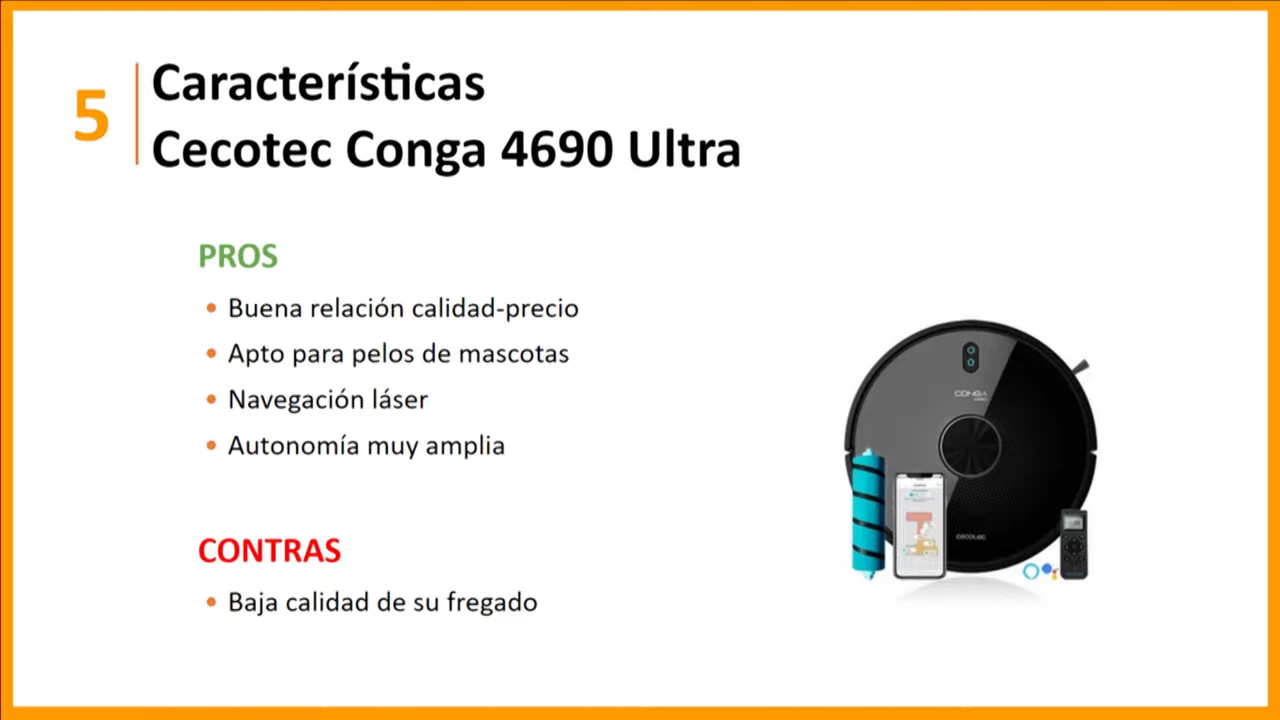 5
Características
Cecotec Conga 4690 Ultra
PROS
• Buena relación calidad-precio
• Apto para pelos de mascotas
• Navegación láser
• Autonomía muy amplia
CONTRAS
• Baja calidad de su fregado
CONGA
cecotec